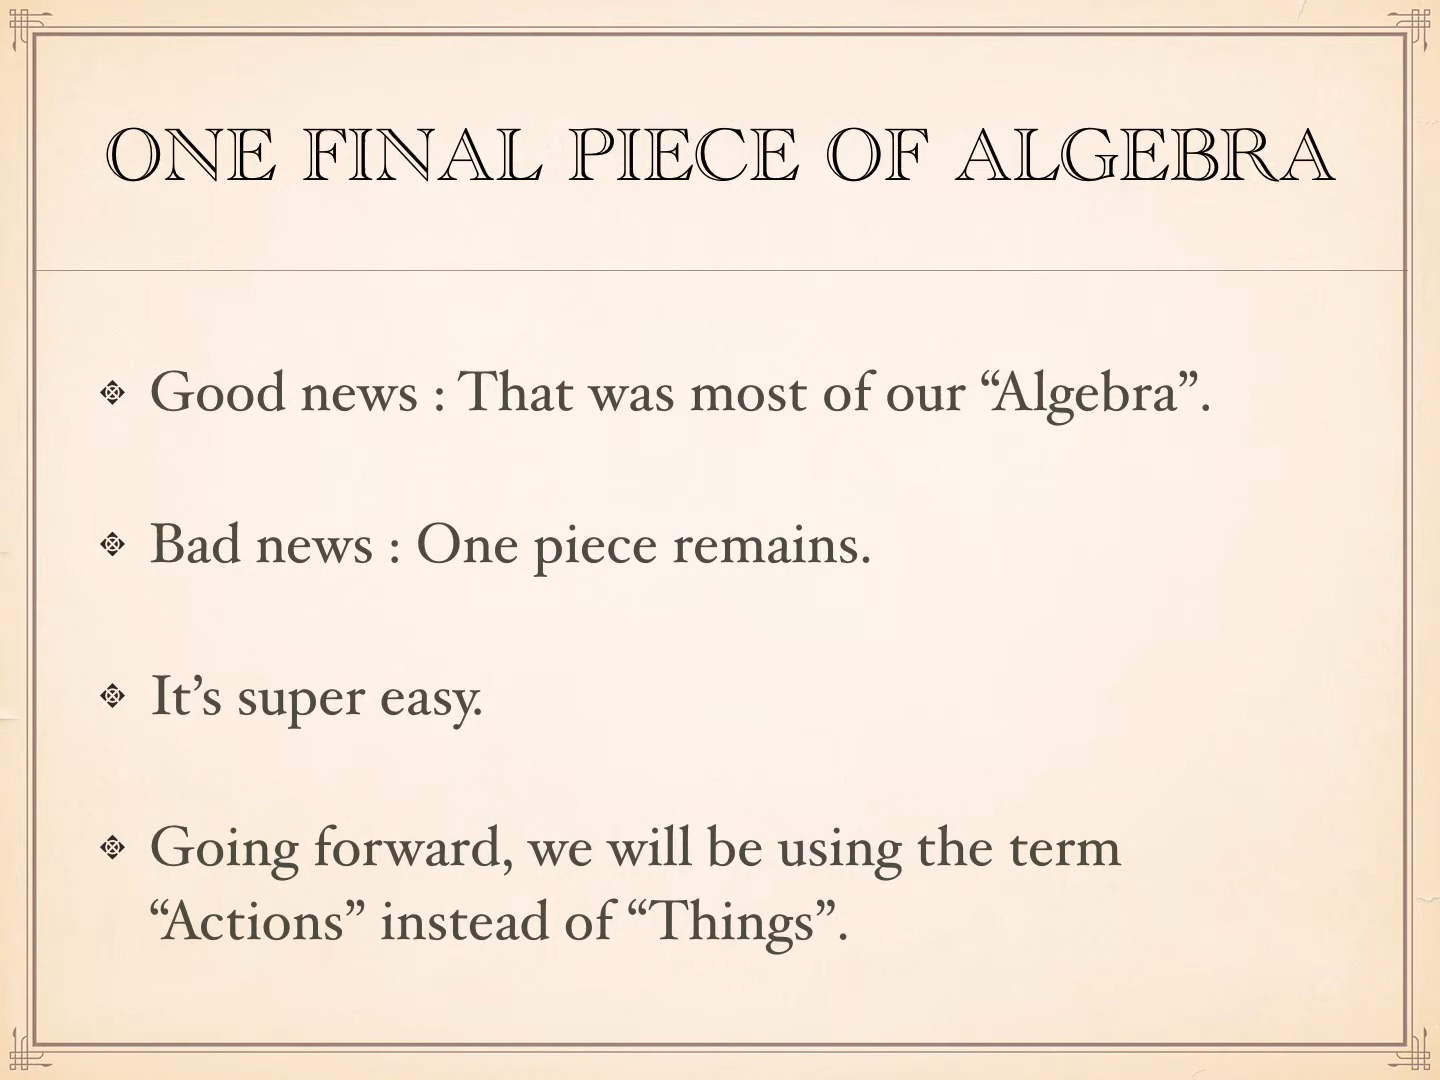 ONE FINAL PIECE OF ALGEBRA
Good news : That was most of our “Algebra”.
Bad news : One piece remains.
It’s super easy.
Going forward, we will be using the term
“Actions” instead of “Things”.